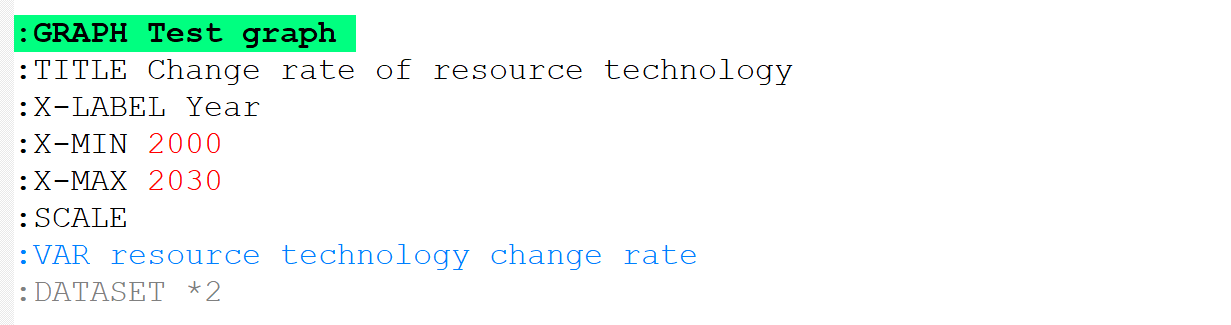 :GRAPH Test graph
:TITLE Change rate of resource technology
:X-LABEL Year
:X-MIN 2000
:X-MAX 2030
:SCALE
:VAR resource technology change rate
:DATASET *2